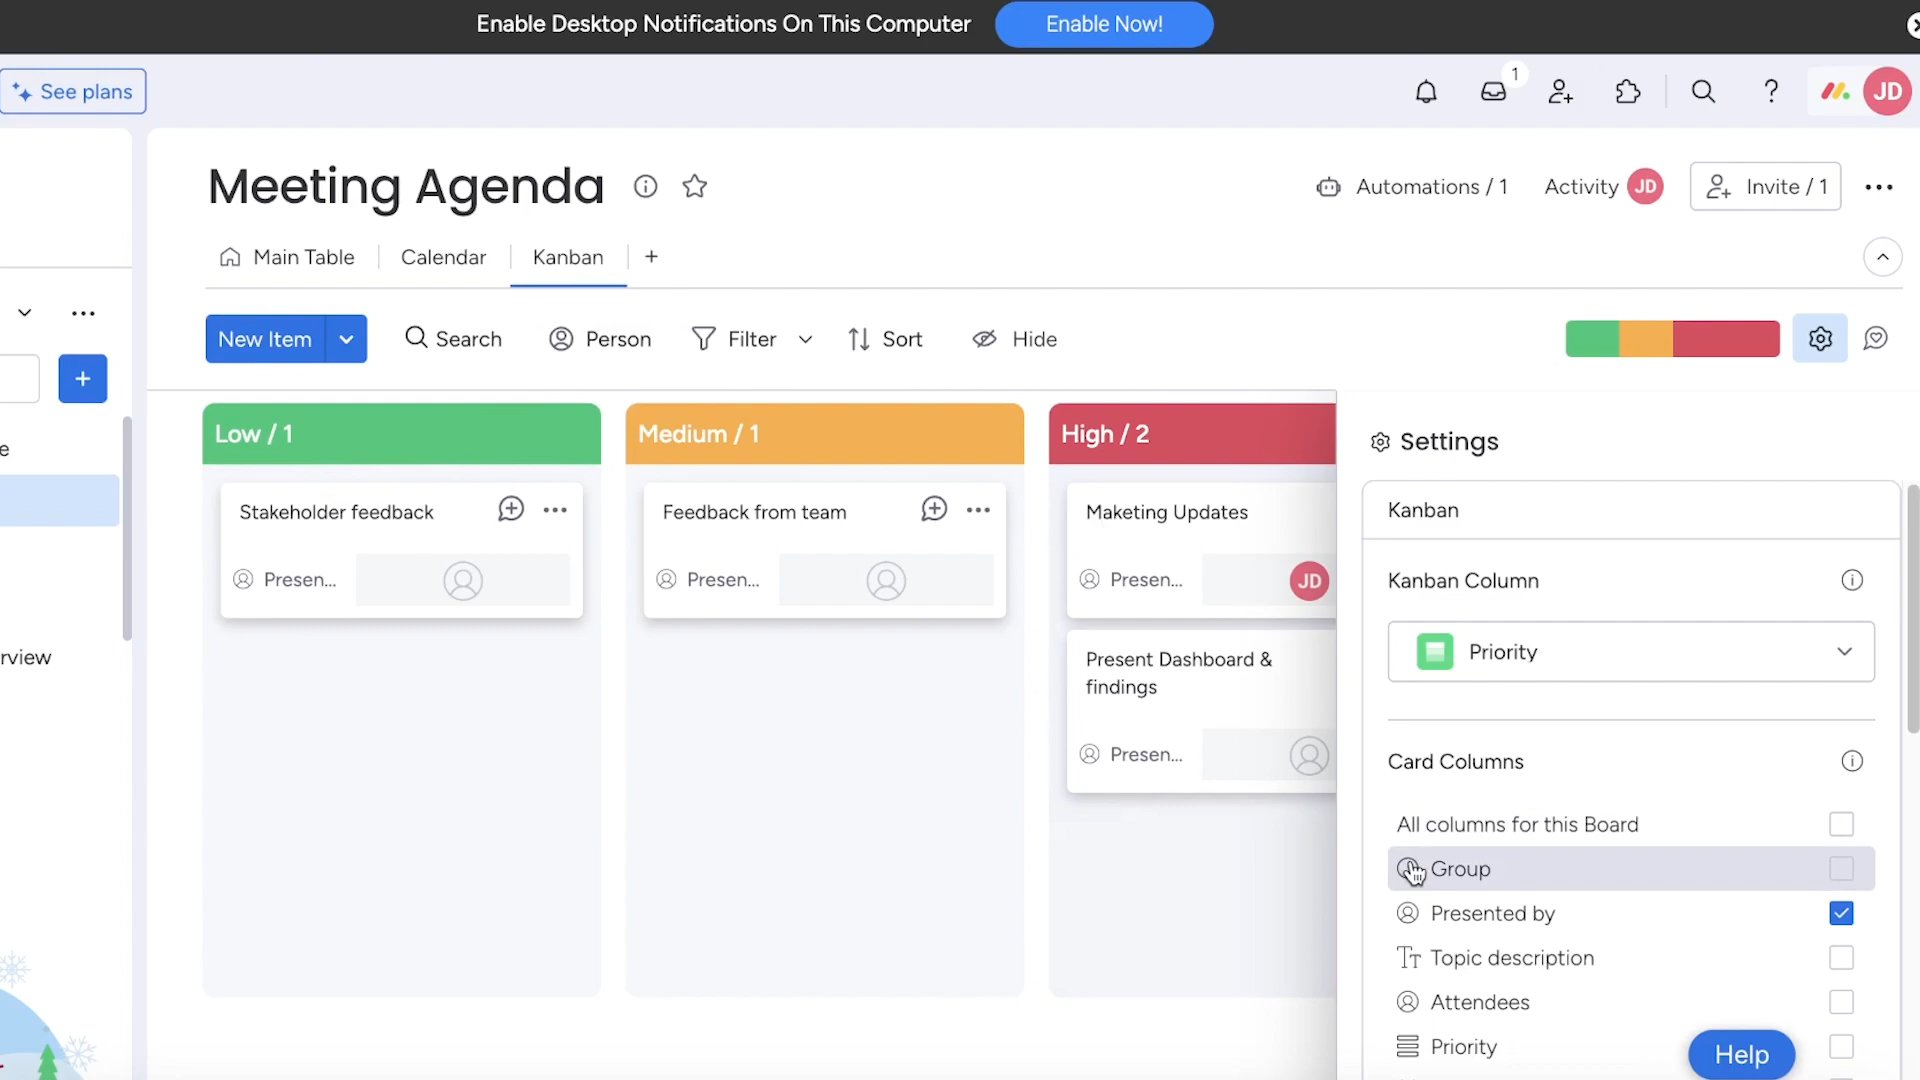 Enable Desktop Notifications On This Computer Enable Now!
See plans
1
JD
Meeting Agenda
Automations / 1 Activity JD Invite / 1
Main Table Calendar Kanban +
New Item Search Person Filter Sort Hide
e
rview
Low / 1
Stakeholder feedback
Presen...
Medium / 1
Feedback from team
Presen...
High / 2
Maketing Updates
Presen... JD
Present Dashboard &
findings
Presen...
Settings
Kanban
Kanban Column
Priority
Card Columns
All columns for this Board
Group
Presented by
Topic description
Attendees
Priority
Help